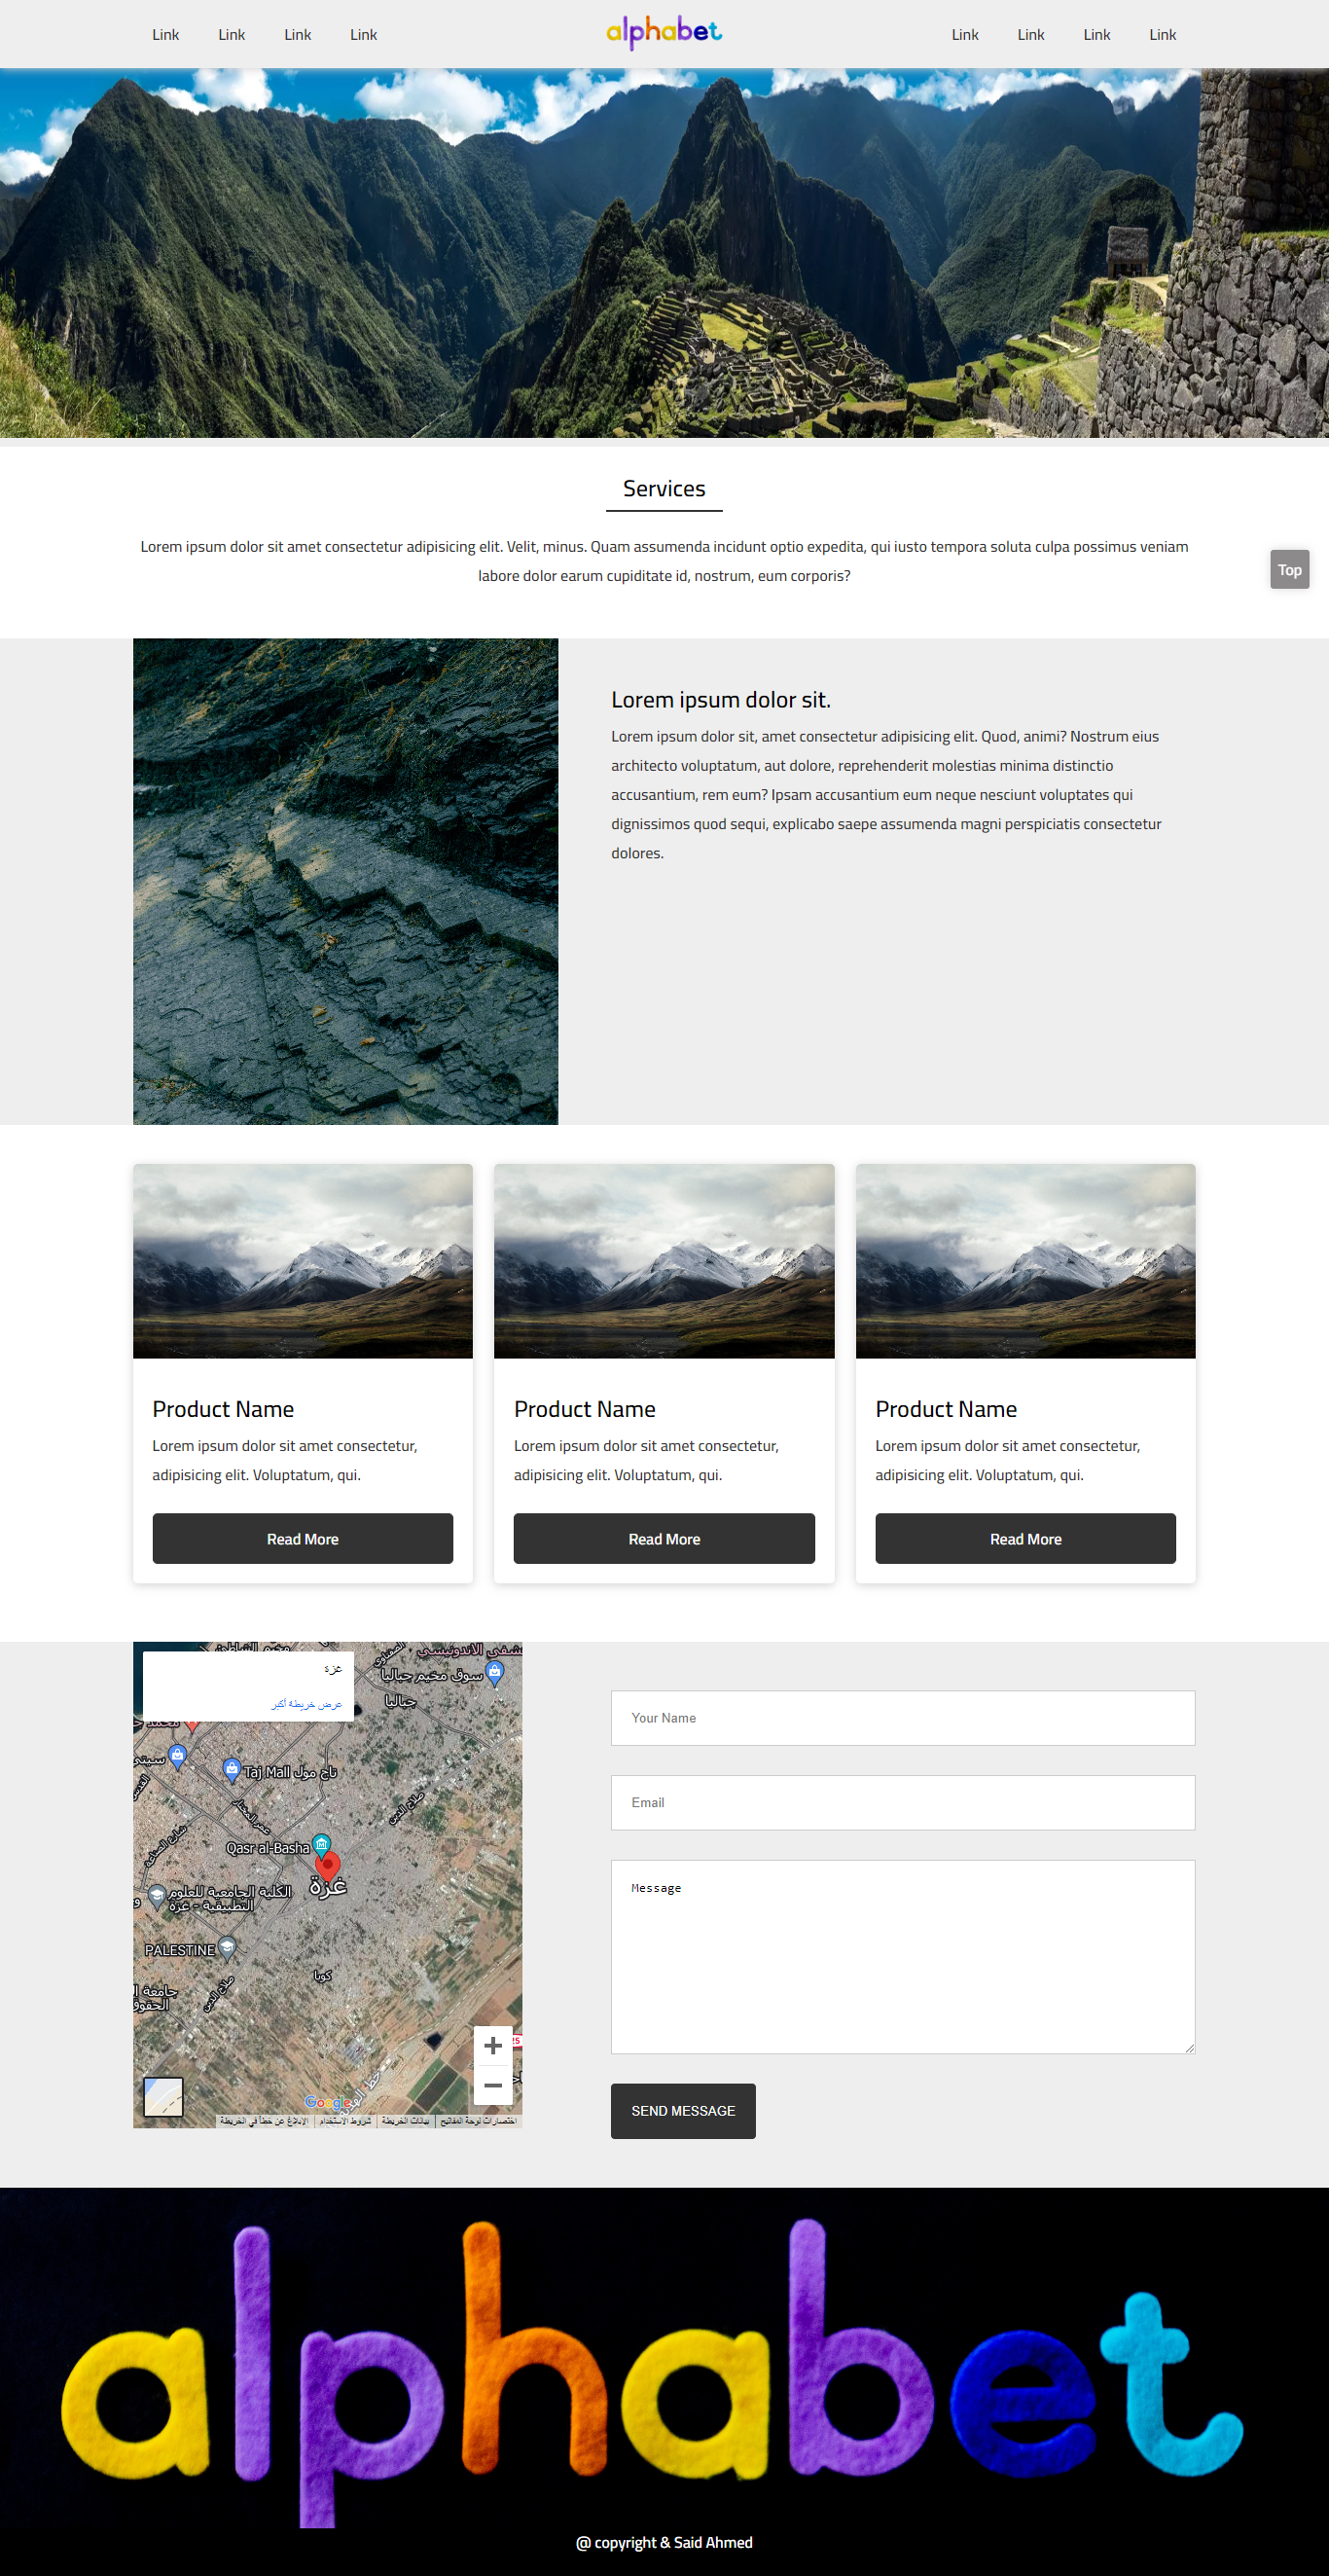 Link Link Link Link alphabet Link Link Link Link
Services
Lorem ipsum dolor sit amet consectetur adipisicing elit. Velit, minus. Quam assumenda incidunt optio expedita, qui iusto tempora soluta culpa possimus veniam
labore dolor earum cupiditate id, nostrum, eum corporis?
Top
Lorem ipsum dolor sit.
Lorem ipsum dolor sit, amet consectetur adipisicing elit. Quod, animi? Nostrum eius
architecto voluptatum, aut dolore, reprehenderit molestias minima distinctio
accusantium, rem eum? Ipsam accusantium eum neque nesciunt voluptates qui
dignissimos quod sequi, explicabo saepe assumenda magni perspiciatis consectetur
dolores.
Product Name
Lorem ipsum dolor sit amet consectetur,
adipisicing elit. Voluptatum, qui.
Read More
Product Name
Lorem ipsum dolor sit amet consectetur,
adipisicing elit. Voluptatum, qui.
Read More
Product Name
Lorem ipsum dolor sit amet consectetur,
adipisicing elit. Voluptatum, qui.
Read More
غزة
عرض خريطة أكبر
سوق مخيم جباليا
جباليا
Taj Mall تاج مول
عمر المختار
صلاح الدين
شارع الصناعة
Qasr al-Basha
غزة
الكلية الجامعية للعلوم
التطبيقية - غزة
PALESTINE
صلاح الدين
Google
اختصارات لوحة المفاتيح
بيانات الخريطة
شروط الاستخدام
الإبلاغ عن خطأ في الخريطة
Your Name
Email
Message
SEND MESSAGE
alphabet
@ copyright & Said Ahmed